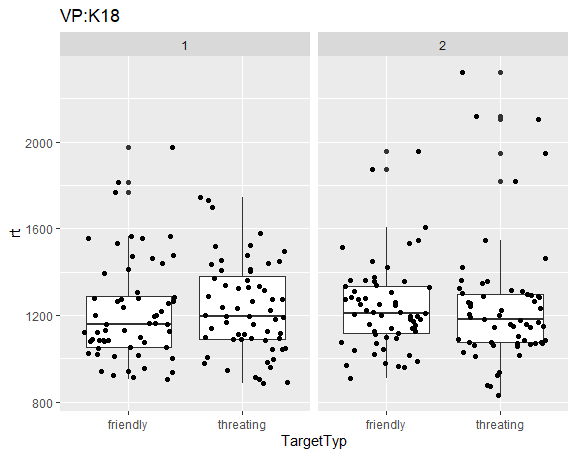 VP:K18
1
2
rt
2000
1600
1200
800
friendly
threating
friendly
threating
TargetTyp